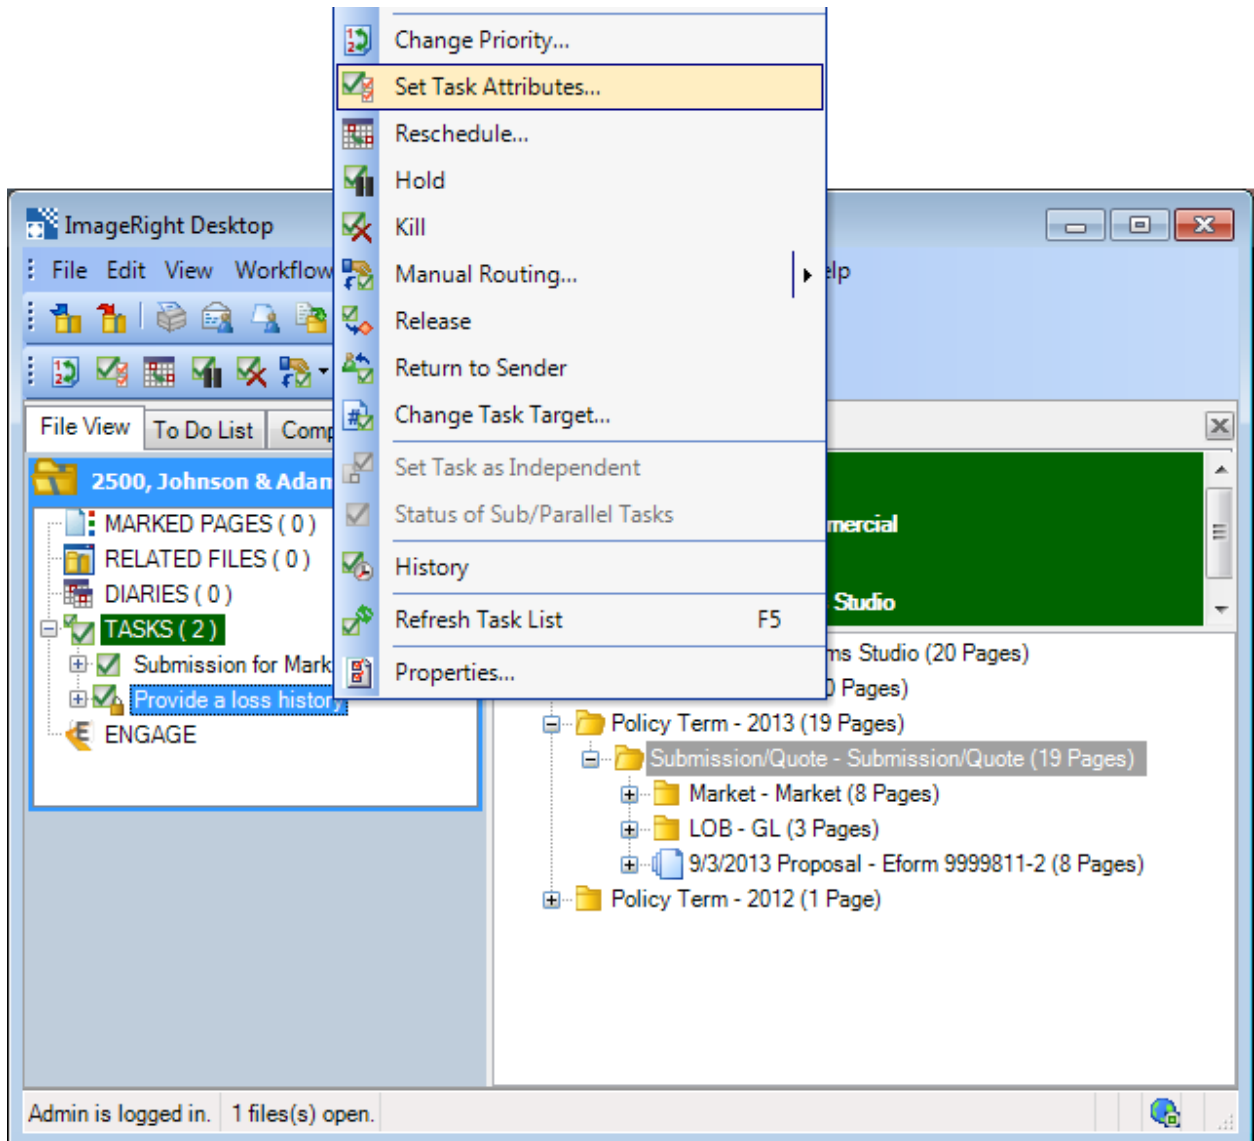 Change Priority...
Set Task Attributes...
Reschedule...
Hold
Kill
Manual Routing...
Release
Return to Sender
Change Task Target...
Set Task as Independent
Status of Sub/Parallel Tasks
History
Refresh Task List F5
Properties...
ImageRight Desktop
File Edit View Workflow elp
File View To Do List Comp
2500, Johnson & Adam
MARKED PAGES ( 0 )
RELATED FILES ( 0 )
DIARIES ( 0 )
TASKS ( 2 )
Submission for Mark
Provide a loss history
ENGAGE
mercial
Studio
ms Studio (20 Pages)
0 Pages)
Policy Term - 2013 (19 Pages)
Submission/Quote - Submission/Quote (19 Pages)
Market - Market (8 Pages)
LOB - GL (3 Pages)
9/3/2013 Proposal - Eform 9999811-2 (8 Pages)
Policy Term - 2012 (1 Page)
Admin is logged in. 1 files(s) open.